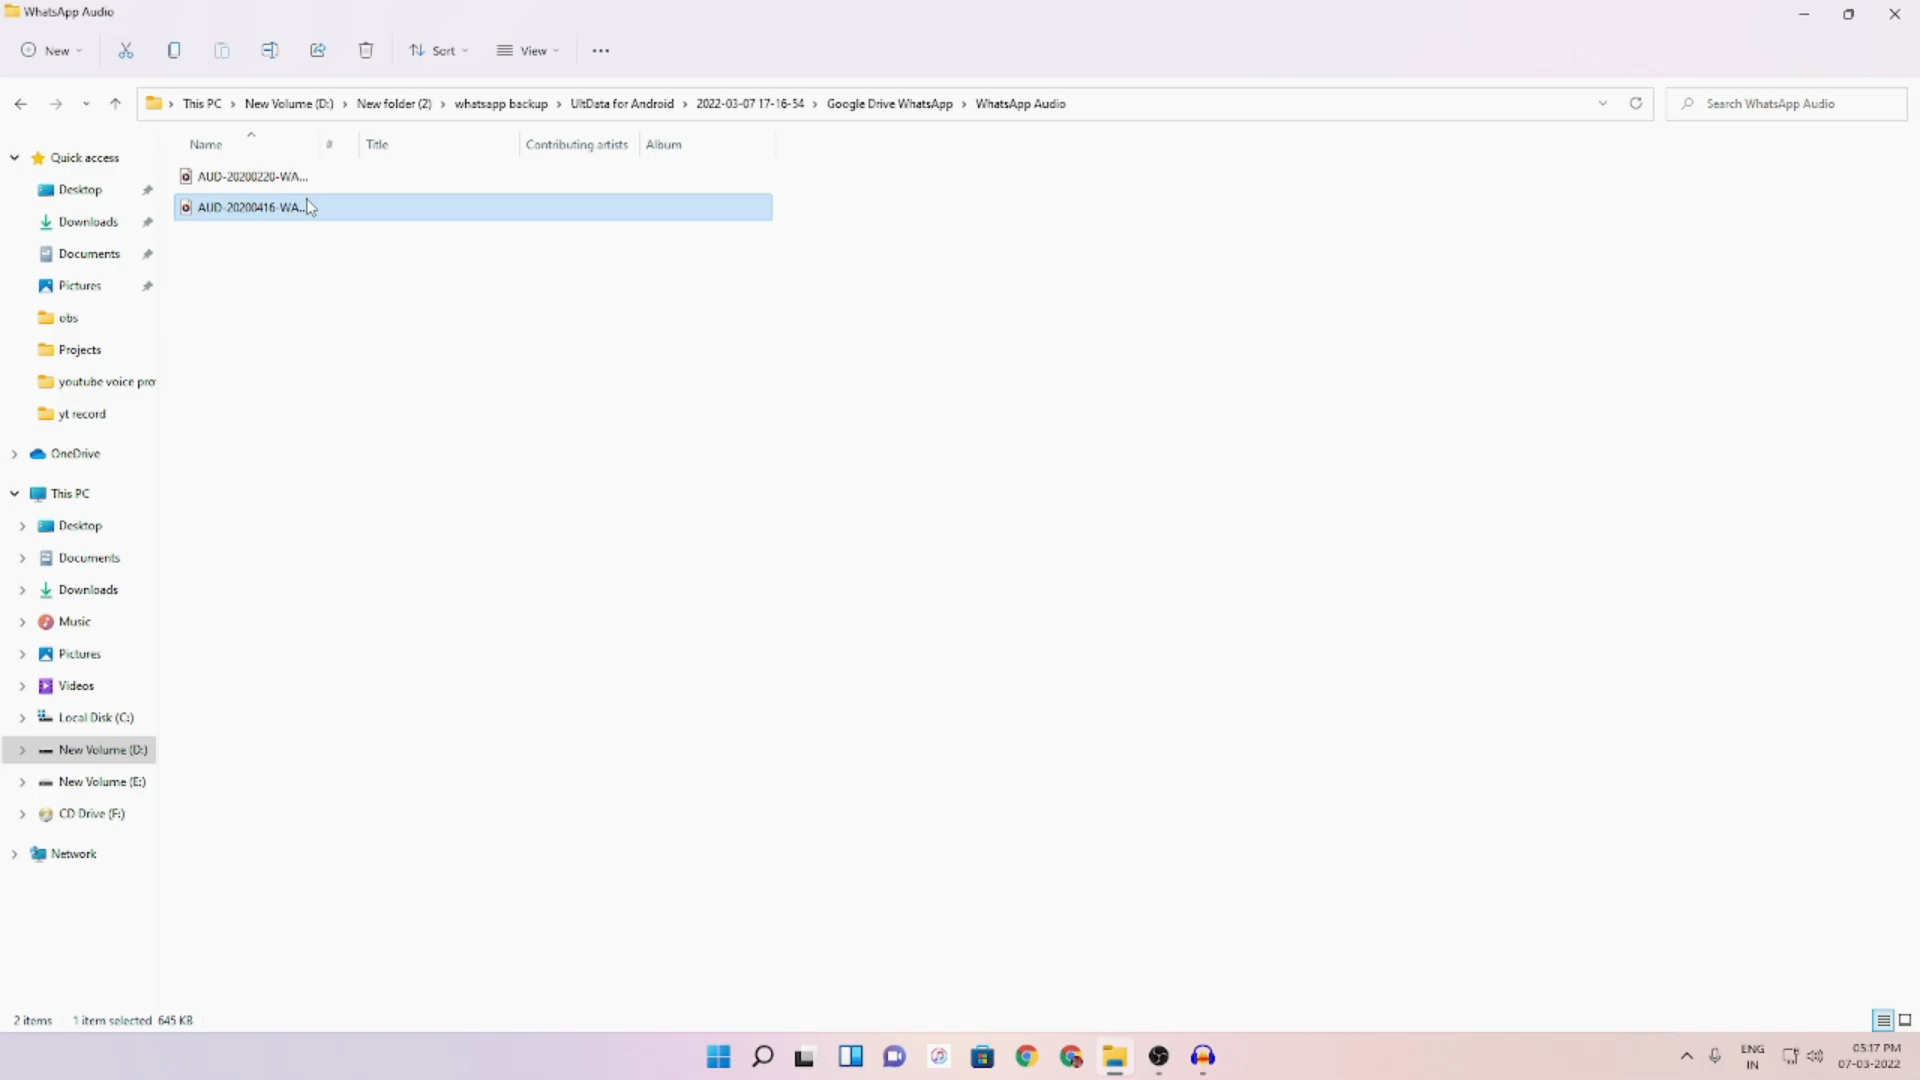 WhatsApp Audio
New
Sort
View
This PC > New Volume (D:) > New folder (2) > whatsapp backup > UltData for Android > 2022-03-07 17-16-54 > Google Drive WhatsApp > WhatsApp Audio
Search WhatsApp Audio
Name # Title Contributing artists Album
AUD-20200220-WA...
AUD-20200416-WA...
Quick access
Desktop
Downloads
Documents
Pictures
obs
Projects
youtube voice pro
yt record
OneDrive
This PC
Desktop
Documents
Downloads
Music
Pictures
Videos
Local Disk (C:)
New Volume (D:)
New Volume (E:)
CD Drive (F:)
Network
2 items 1 item selected 645 KB
ENG
IN
05:17 PM
07-03-2022